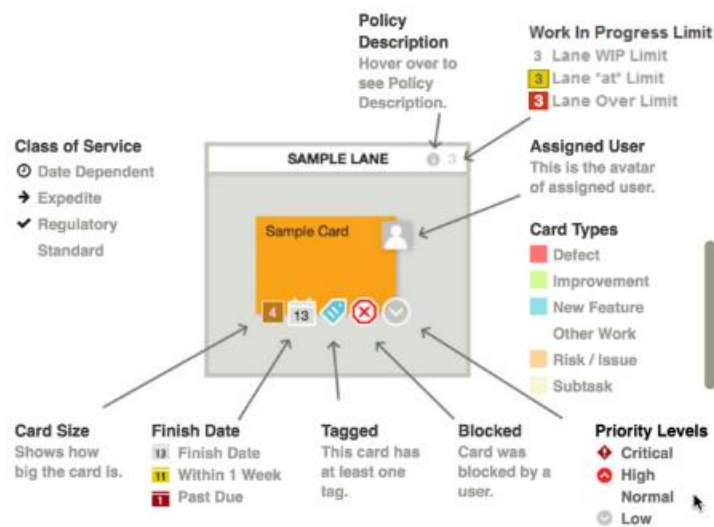 Policy
Description
Hover over to
see Policy
Description.
Work In Progress Limit
3 Lane WIP Limit
3 Lane "at" Limit
3 Lane Over Limit
Class of Service
Date Dependent
Expedite
Regulatory
Standard
SAMPLE LANE 3
Sample Card
4
13
Assigned User
This is the avatar
of assigned user.
Card Types
Defect
Improvement
New Feature
Other Work
Risk / Issue
Subtask
Card Size
Shows how
big the card is.
Finish Date
13 Finish Date
11 Within 1 Week
1 Past Due
Tagged
This card has
at least one
tag.
Blocked
Card was
blocked by a
user.
Priority Levels
Critical
High
Normal
Low